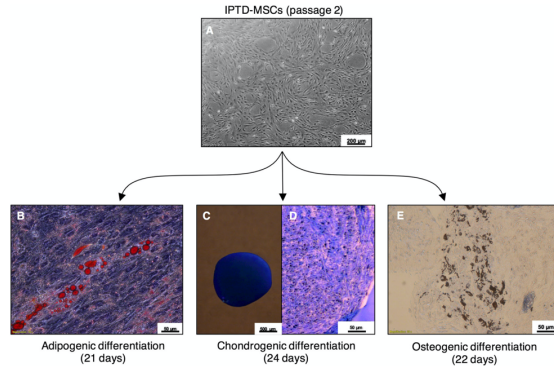 IPTD-MSCs (passage 2)
A
200 µm
B
C
D
E
50 µm
500 µm
50 µm
50 µm
Adipogenic differentiation
(21 days)
Chondrogenic differentiation
(24 days)
Osteogenic differentiation
(22 days)